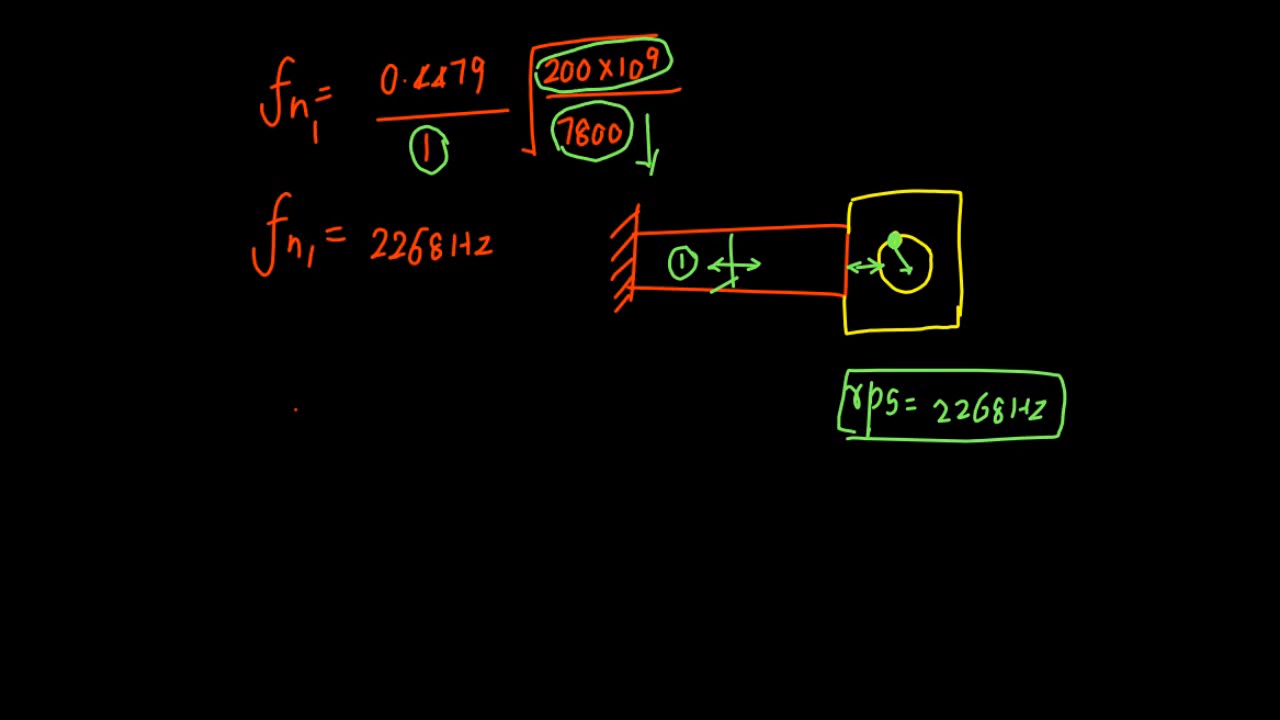 fn₁ = 0.4479 200×10⁹
1 7800
fn₁ = 2268 Hz
1
rps = 2268 Hz